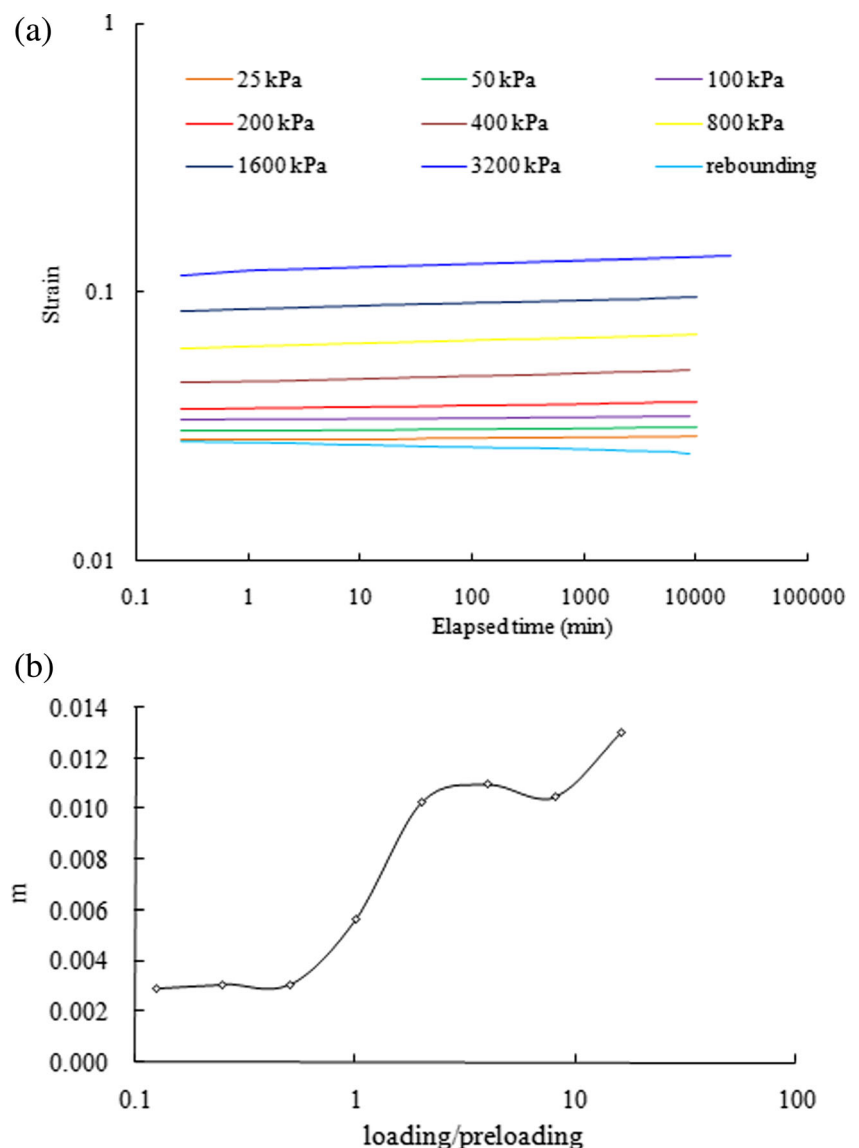 (a)
1
25 kPa 50 kPa 100 kPa
200 kPa 400 kPa 800 kPa
1600 kPa 3200 kPa rebounding
Strain
0.1
0.01
0.1 1 10 100 1000 10000 100000
Elapsed time (min)
(b)
0.014
0.012
0.010
0.008
m
0.006
0.004
0.002
0.000
0.1 1 10 100
loading/preloading